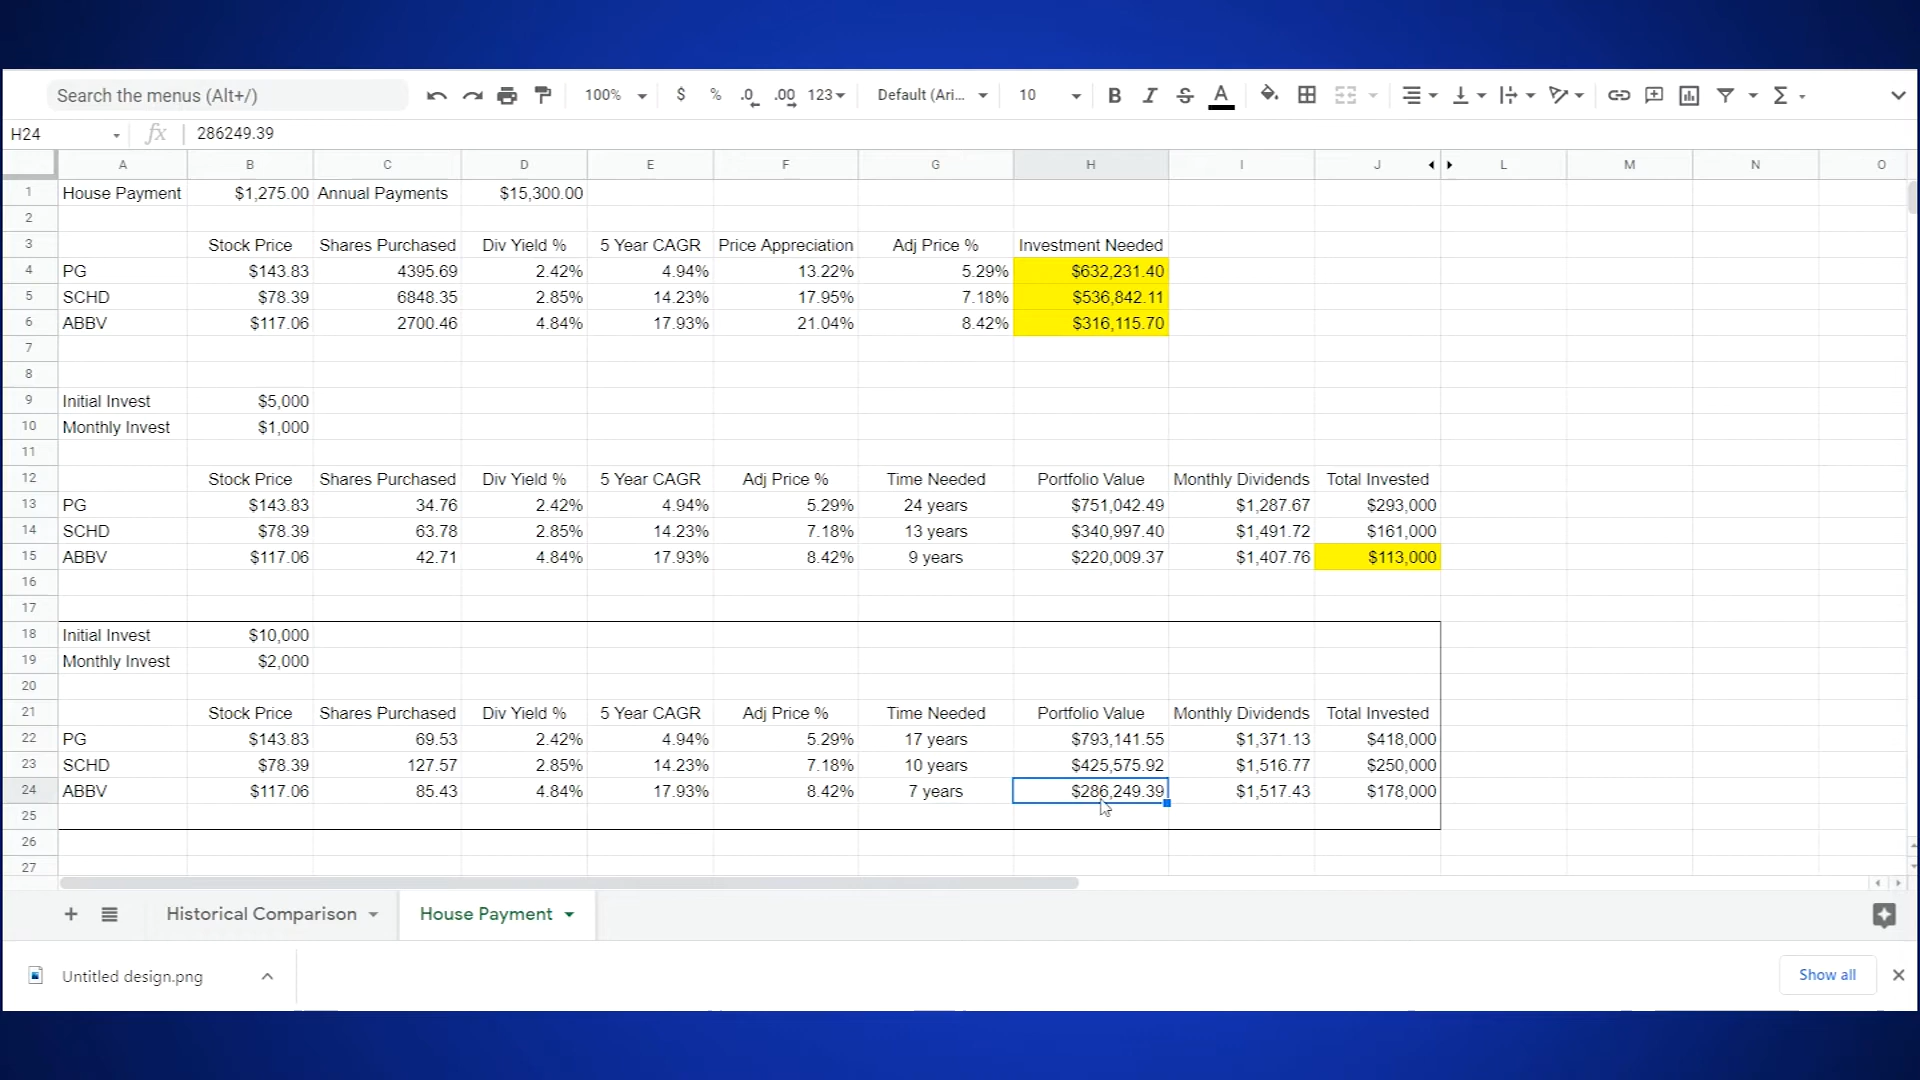 Search the menus (Alt+/) 100% $ % .0 .00 123 Default (Ari... 10 B I S A Σ
H24 fx 286249.39
A B C D E F G H I J L M N O
1 House Payment $1,275.00 Annual Payments $15,300.00
2
3 Stock Price Shares Purchased Div Yield % 5 Year CAGR Price Appreciation Adj Price % Investment Needed
4 PG $143.83 4395.69 2.42% 4.94% 13.22% 5.29% $632,231.40
5 SCHD $78.39 6848.35 2.85% 14.23% 17.95% 7.18% $536,842.11
6 ABBV $117.06 2700.46 4.84% 17.93% 21.04% 8.42% $316,115.70
7
8
9 Initial Invest $5,000
10 Monthly Invest $1,000
11
12 Stock Price Shares Purchased Div Yield % 5 Year CAGR Adj Price % Time Needed Portfolio Value Monthly Dividends Total Invested
13 PG $143.83 34.76 2.42% 4.94% 5.29% 24 years $751,042.49 $1,287.67 $293,000
14 SCHD $78.39 63.78 2.85% 14.23% 7.18% 13 years $340,997.40 $1,491.72 $161,000
15 ABBV $117.06 42.71 4.84% 17.93% 8.42% 9 years $220,009.37 $1,407.76 $113,000
16
17
18 Initial Invest $10,000
19 Monthly Invest $2,000
20
21 Stock Price Shares Purchased Div Yield % 5 Year CAGR Adj Price % Time Needed Portfolio Value Monthly Dividends Total Invested
22 PG $143.83 69.53 2.42% 4.94% 5.29% 17 years $793,141.55 $1,371.13 $418,000
23 SCHD $78.39 127.57 2.85% 14.23% 7.18% 10 years $425,575.92 $1,516.77 $250,000
24 ABBV $117.06 85.43 4.84% 17.93% 8.42% 7 years $286,249.39 $1,517.43 $178,000
25
26
27
Historical Comparison House Payment
Untitled design.png Show all